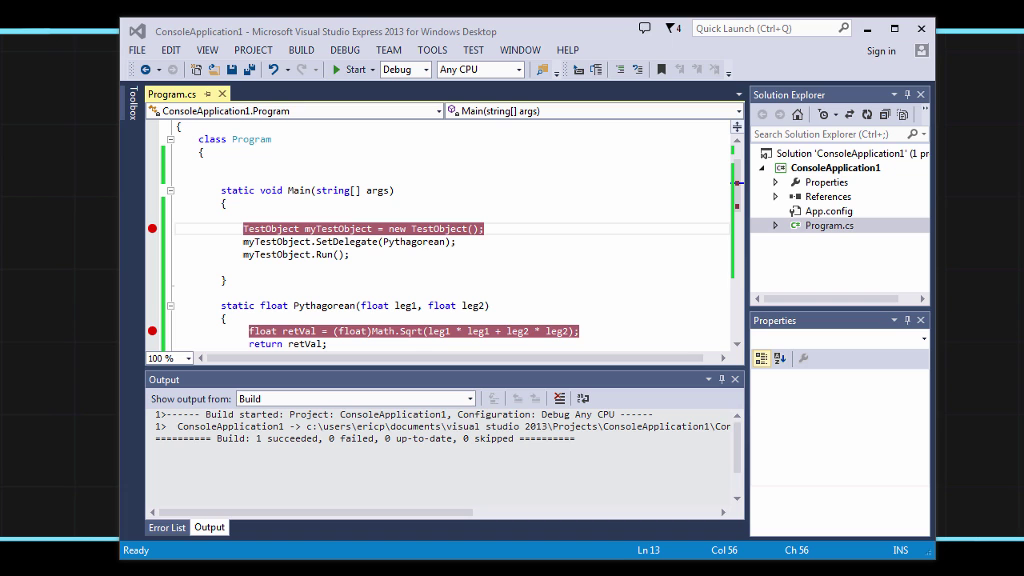 ConsoleApplication1 - Microsoft Visual Studio Express 2013 for Windows Desktop
4
Quick Launch (Ctrl+Q)
FILE EDIT VIEW PROJECT BUILD DEBUG TEAM TOOLS TEST WINDOW HELP
Sign in
Start Debug Any CPU
Toolbox
Program.cs
ConsoleApplication1.Program Main(string[] args)
{
class Program
{
static void Main(string[] args)
{
TestObject myTestObject = new TestObject();
myTestObject.SetDelegate(Pythagorean);
myTestObject.Run();
}
static float Pythagorean(float leg1, float leg2)
{
float retVal = (float)Math.Sqrt(leg1 * leg1 + leg2 * leg2);
return retVal;
100 %
Output
Show output from: Build
1>------ Build started: Project: ConsoleApplication1, Configuration: Debug Any CPU ------
1> ConsoleApplication1 -> c:\users\ericp\documents\visual studio 2013\Projects\ConsoleApplication1\Cor
========== Build: 1 succeeded, 0 failed, 0 up-to-date, 0 skipped ==========
Error List Output
Solution Explorer
Search Solution Explorer (Ctrl+;)
Solution 'ConsoleApplication1' (1 pr
ConsoleApplication1
Properties
References
App.config
C# Program.cs
Properties
Ready Ln 13 Col 56 Ch 56 INS